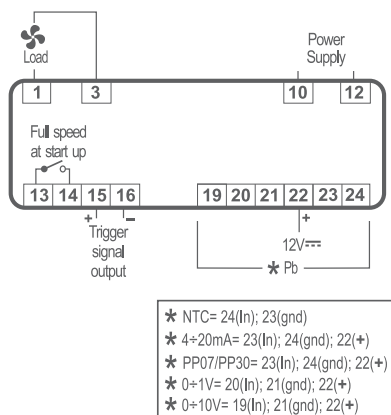 Load
Power
Supply
1 3 10 12
Full speed
at start up
13 14 15 16 19 20 21 22 23 24
+ − +
Trigger
signal
output
12V⎓
* Pb
* NTC= 24(In); 23(gnd)
* 4÷20mA= 23(In); 24(gnd); 22(+)
* PP07/PP30= 23(In); 24(gnd); 22(+)
* 0÷1V= 20(In); 21(gnd); 22(+)
* 0÷10V= 19(In); 21(gnd); 22(+)